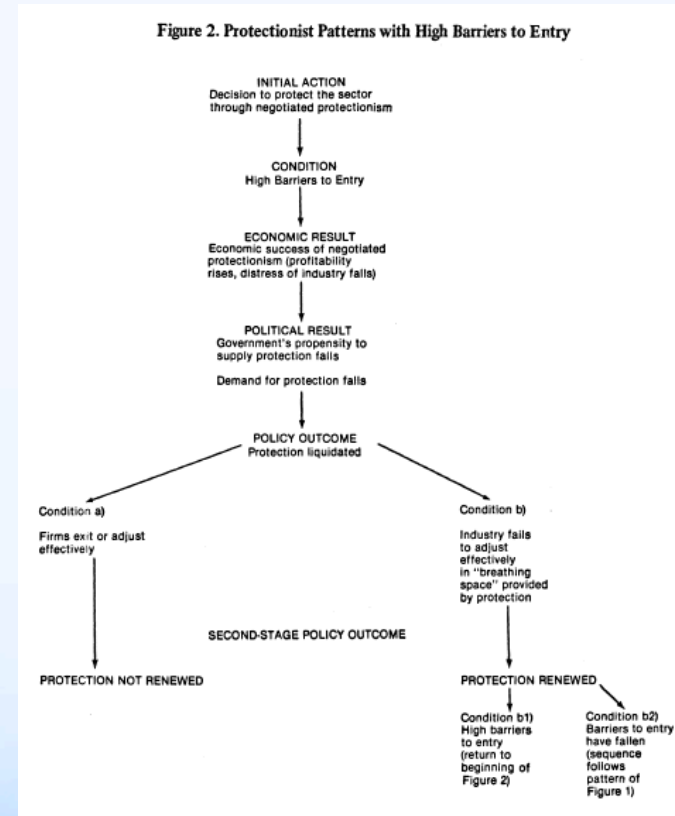 Figure 2. Protectionist Patterns with High Barriers to Entry
INITIAL ACTION
Decision to protect the sector
through negotiated protectionism
CONDITION
High Barriers to Entry
ECONOMIC RESULT
Economic success of negotiated
protectionism (profitability
rises, distress of industry falls)
POLITICAL RESULT
Government's propensity to
supply protection falls
Demand for protection falls
POLICY OUTCOME
Protection liquidated
Condition a)
Firms exit or adjust
effectively
Condition b)
Industry fails
to adjust
effectively
in "breathing
space" provided
by protection
SECOND-STAGE POLICY OUTCOME
PROTECTION NOT RENEWED
PROTECTION RENEWED
Condition b1)
High barriers
to entry
(return to
beginning of
Figure 2)
Condition b2)
Barriers to entry
have fallen
(sequence
follows
pattern of
Figure 1)